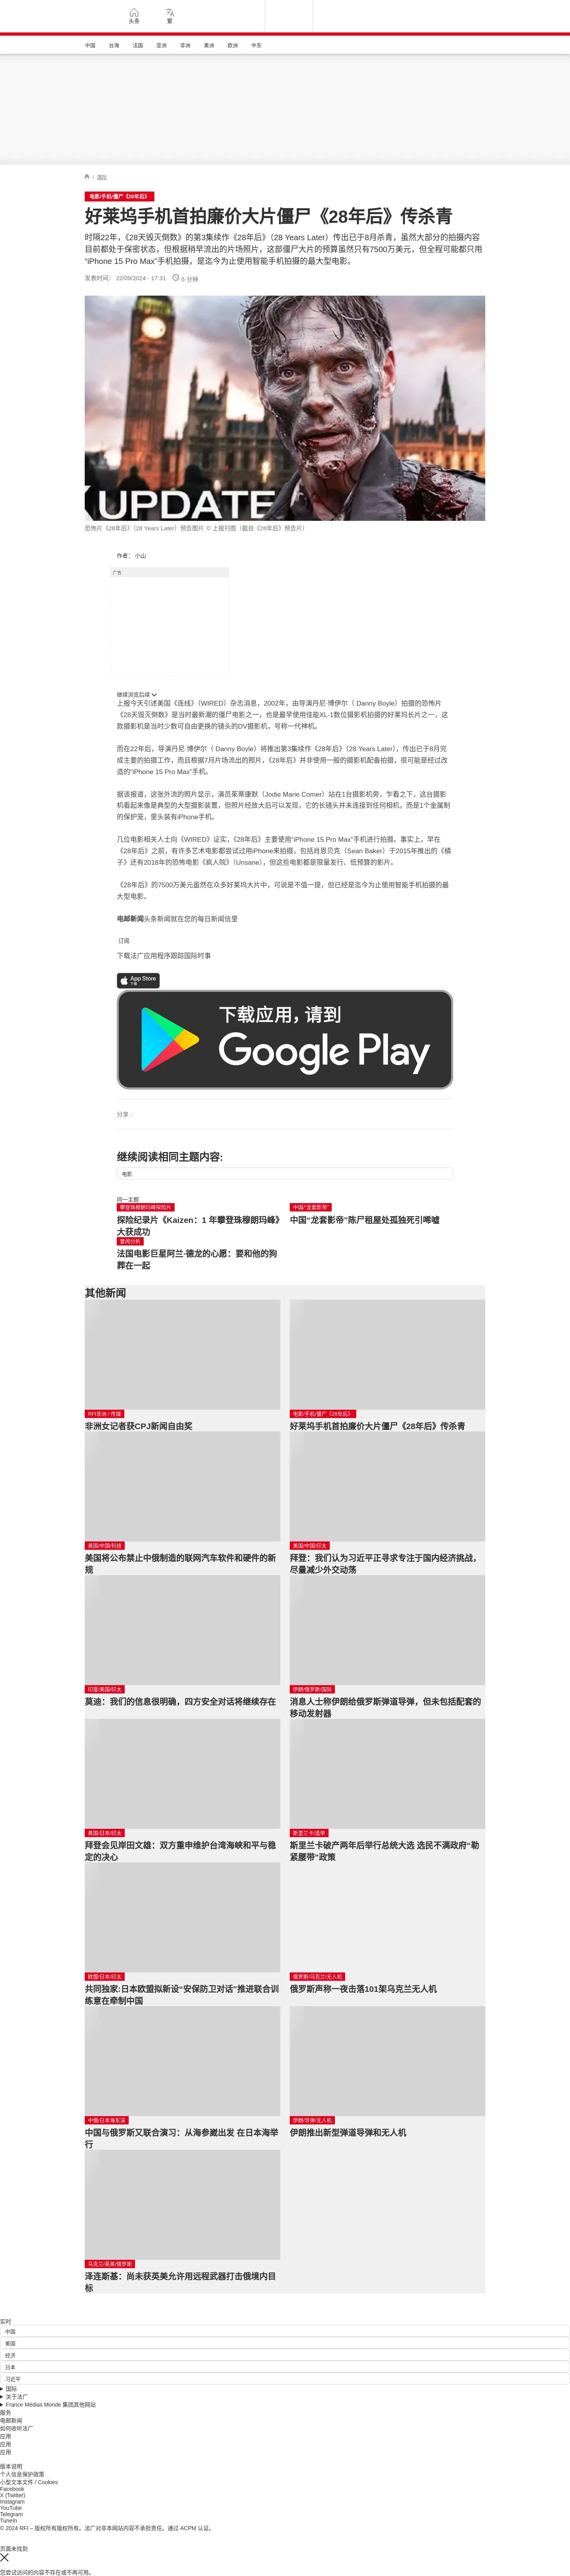 头条
繁
中国 台海 法国 亚洲 非洲 美洲 欧洲 中东
/ 国际
电影/手机/僵尸《28年后》
好莱坞手机首拍廉价大片僵尸《28年后》传杀青
时隔22年，《28天毁灭倒数》的第3集续作《28年后》（28 Years Later）传出已于8月杀青，虽然大部分的拍摄内容
目前都处于保密状态，但根据稍早流出的片场照片，这部僵尸大片的预算虽然只有7500万美元，但全程可能都只用
“iPhone 15 Pro Max”手机拍摄，是迄今为止使用智能手机拍摄的最大型电影。
发表时间： 22/09/2024 - 17:31 5 分钟
UPDATE
恐怖片《28年后》（28 Years Later）预告图片 © 上报刊图（截自《28年后》预告片）
作者： 小山
广告
继续浏览后续
上报今天引述美国《连线》（WIRED）杂志消息，2002年，由导演丹尼·博伊尔（ Danny Boyle）拍摄的恐怖片
《28天毁灭倒数》是当时最新潮的僵尸电影之一，也是最早使用佳能XL-1数位摄影机拍摄的好莱坞长片之一，这
款摄影机是当时少数可自由更换的镜头的DV摄影机，号称一代神机。
而在22年后，导演丹尼·博伊尔（ Danny Boyle）将推出第3集续作《28年后》（28 Years Later），传出已于8月完
成主要的拍摄工作，而且根据7月片场流出的照片，《28年后》并非使用一般的摄影机配备拍摄，很可能是经过改
造的“iPhone 15 Pro Max”手机。
据该报道，这张外流的照片显示，演员茱蒂康默（Jodie Marie Comer）站在1台摄影机旁，乍看之下，这台摄影
机看起来像是典型的大型摄影装置，但照片经放大后可以发现，它的长镜头并未连接到任何相机，而是1个金属制
的保护笼，里头装有iPhone手机。
几位电影相关人士向《WIRED》证实，《28年后》主要使用“iPhone 15 Pro Max”手机进行拍摄。事实上，早在
《28年后》之前，有许多艺术电影都尝试过用iPhone来拍摄，包括肖恩贝克（Sean Baker）于2015年推出的《橘
子》还有2018年的恐怖电影《疯人院》（Unsane），但这些电影都是限量发行、低预算的影片。
《28年后》的7500万美元虽然在众多好莱坞大片中，可说是不值一提，但已经是迄今为止使用智能手机拍摄的最
大型电影。
电邮新闻头条新闻就在您的每日新闻信里
订阅
下载法广应用程序跟踪国际时事
App Store
下载
下载应用，请到
Google Play
分享 :
继续阅读相同主题内容:
电影
同一主题
攀登珠穆朗玛峰探险片
探险纪录片《Kaizen：1 年攀登珠穆朗玛峰》
大获成功
中国“龙套影帝”
中国“龙套影帝”陈尸租屋处孤独死引唏嘘
要闻分析
法国电影巨星阿兰·德龙的心愿：要和他的狗
葬在一起
其他新闻
RFI亚洲 / 传媒
非洲女记者获CPJ新闻自由奖
电影/手机/僵尸《28年后》
好莱坞手机首拍廉价大片僵尸《28年后》传杀青
美国/中国/科技
美国将公布禁止中俄制造的联网汽车软件和硬件的新
规
美国/中国/印太
拜登：我们认为习近平正寻求专注于国内经济挑战，
尽量减少外交动荡
印度/美国/印太
莫迪：我们的信息很明确，四方安全对话将继续存在
伊朗/俄罗斯/国际
消息人士称伊朗给俄罗斯弹道导弹，但未包括配套的
移动发射器
美国/日本/印太
拜登会见岸田文雄：双方重申维护台湾海峡和平与稳
定的决心
斯里兰卡/选举
斯里兰卡破产两年后举行总统大选 选民不满政府“勒
紧腰带”政策
欧盟/日本/印太
共同独家:日本欧盟拟新设“安保防卫对话”推进联合训
练意在牵制中国
俄罗斯/乌克兰/无人机
俄罗斯声称一夜击落101架乌克兰无人机
中俄/日本海军演
中国与俄罗斯又联合演习：从海参崴出发 在日本海举
行
伊朗/导弹/无人机
伊朗推出新型弹道导弹和无人机
乌克兰/英美/俄罗斯
泽连斯基：尚未获英美允许用远程武器打击俄境内目
标
实时
中国
美国
经济
日本
习近平
国际
关于法广
France Médias Monde 集团其他网站
服务
电邮新闻
如何收听法广
应用
应用
应用
版本说明
个人信息保护政策
小型文本文件 / Cookies
Facebook
X (Twitter)
Instagram
YouTube
Telegram
TuneIn
© 2024 RFI – 版权所有版权所有。法广对非本网站内容不承担责任。通过 ACPM 认证。
页面未找到
您尝试访问的内容不存在或不再可用。